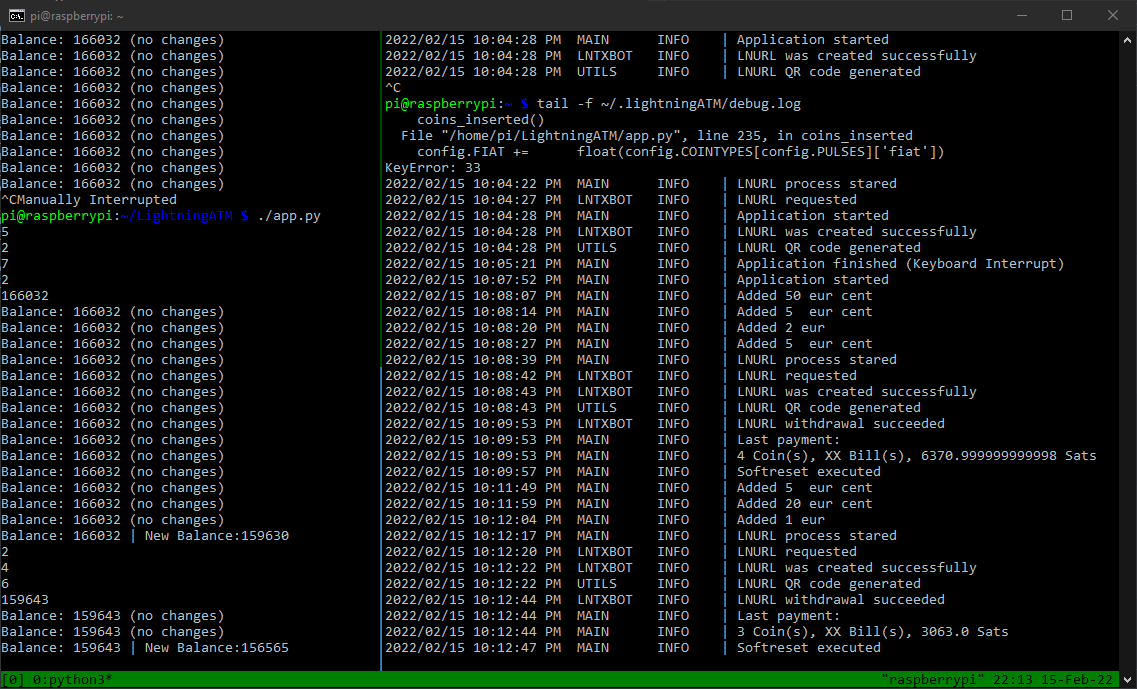 pi@raspberrypi: ~
Balance: 166032 (no changes)
Balance: 166032 (no changes)
Balance: 166032 (no changes)
Balance: 166032 (no changes)
Balance: 166032 (no changes)
Balance: 166032 (no changes)
Balance: 166032 (no changes)
Balance: 166032 (no changes)
Balance: 166032 (no changes)
Balance: 166032 (no changes)
^CManually Interrupted
pi@raspberrypi:~/LightningATM $ ./app.py
5
2
7
2
166032
Balance: 166032 (no changes)
Balance: 166032 (no changes)
Balance: 166032 (no changes)
Balance: 166032 (no changes)
Balance: 166032 (no changes)
Balance: 166032 (no changes)
Balance: 166032 (no changes)
Balance: 166032 (no changes)
Balance: 166032 (no changes)
Balance: 166032 (no changes)
Balance: 166032 (no changes)
Balance: 166032 (no changes)
Balance: 166032 (no changes)
Balance: 166032 (no changes)
Balance: 166032 | New Balance:159630
2
4
6
159643
Balance: 159643 (no changes)
Balance: 159643 (no changes)
Balance: 159643 | New Balance:156565
2022/02/15 10:04:28 PM  MAIN      INFO    | Application started
2022/02/15 10:04:28 PM  LNTXBOT   INFO    | LNURL was created successfully
2022/02/15 10:04:28 PM  UTILS     INFO    | LNURL QR code generated
^C
pi@raspberrypi:~ $ tail -f ~/.lightningATM/debug.log
    coins_inserted()
  File "/home/pi/LightningATM/app.py", line 235, in coins_inserted
    config.FIAT +=      float(config.COINTYPES[config.PULSES]['fiat'])
KeyError: 33
2022/02/15 10:04:22 PM  MAIN      INFO    | LNURL process stared
2022/02/15 10:04:27 PM  LNTXBOT   INFO    | LNURL requested
2022/02/15 10:04:28 PM  MAIN      INFO    | Application started
2022/02/15 10:04:28 PM  LNTXBOT   INFO    | LNURL was created successfully
2022/02/15 10:04:28 PM  UTILS     INFO    | LNURL QR code generated
2022/02/15 10:05:21 PM  MAIN      INFO    | Application finished (Keyboard Interrupt)
2022/02/15 10:07:52 PM  MAIN      INFO    | Application started
2022/02/15 10:08:07 PM  MAIN      INFO    | Added 50 eur cent
2022/02/15 10:08:14 PM  MAIN      INFO    | Added 5  eur cent
2022/02/15 10:08:20 PM  MAIN      INFO    | Added 2 eur
2022/02/15 10:08:27 PM  MAIN      INFO    | Added 5  eur cent
2022/02/15 10:08:39 PM  MAIN      INFO    | LNURL process stared
2022/02/15 10:08:42 PM  LNTXBOT   INFO    | LNURL requested
2022/02/15 10:08:43 PM  LNTXBOT   INFO    | LNURL was created successfully
2022/02/15 10:08:43 PM  UTILS     INFO    | LNURL QR code generated
2022/02/15 10:09:53 PM  LNTXBOT   INFO    | LNURL withdrawal succeeded
2022/02/15 10:09:53 PM  MAIN      INFO    | Last payment:
2022/02/15 10:09:53 PM  MAIN      INFO    | 4 Coin(s), XX Bill(s), 6370.999999999998 Sats
2022/02/15 10:09:57 PM  MAIN      INFO    | Softreset executed
2022/02/15 10:11:49 PM  MAIN      INFO    | Added 5  eur cent
2022/02/15 10:11:59 PM  MAIN      INFO    | Added 20 eur cent
2022/02/15 10:12:04 PM  MAIN      INFO    | Added 1 eur
2022/02/15 10:12:17 PM  MAIN      INFO    | LNURL process stared
2022/02/15 10:12:20 PM  LNTXBOT   INFO    | LNURL requested
2022/02/15 10:12:22 PM  LNTXBOT   INFO    | LNURL was created successfully
2022/02/15 10:12:22 PM  UTILS     INFO    | LNURL QR code generated
2022/02/15 10:12:44 PM  LNTXBOT   INFO    | LNURL withdrawal succeeded
2022/02/15 10:12:44 PM  MAIN      INFO    | Last payment:
2022/02/15 10:12:44 PM  MAIN      INFO    | 3 Coin(s), XX Bill(s), 3063.0 Sats
2022/02/15 10:12:47 PM  MAIN      INFO    | Softreset executed
[0] 0:python3* "raspberrypi" 22:13 15-Feb-22